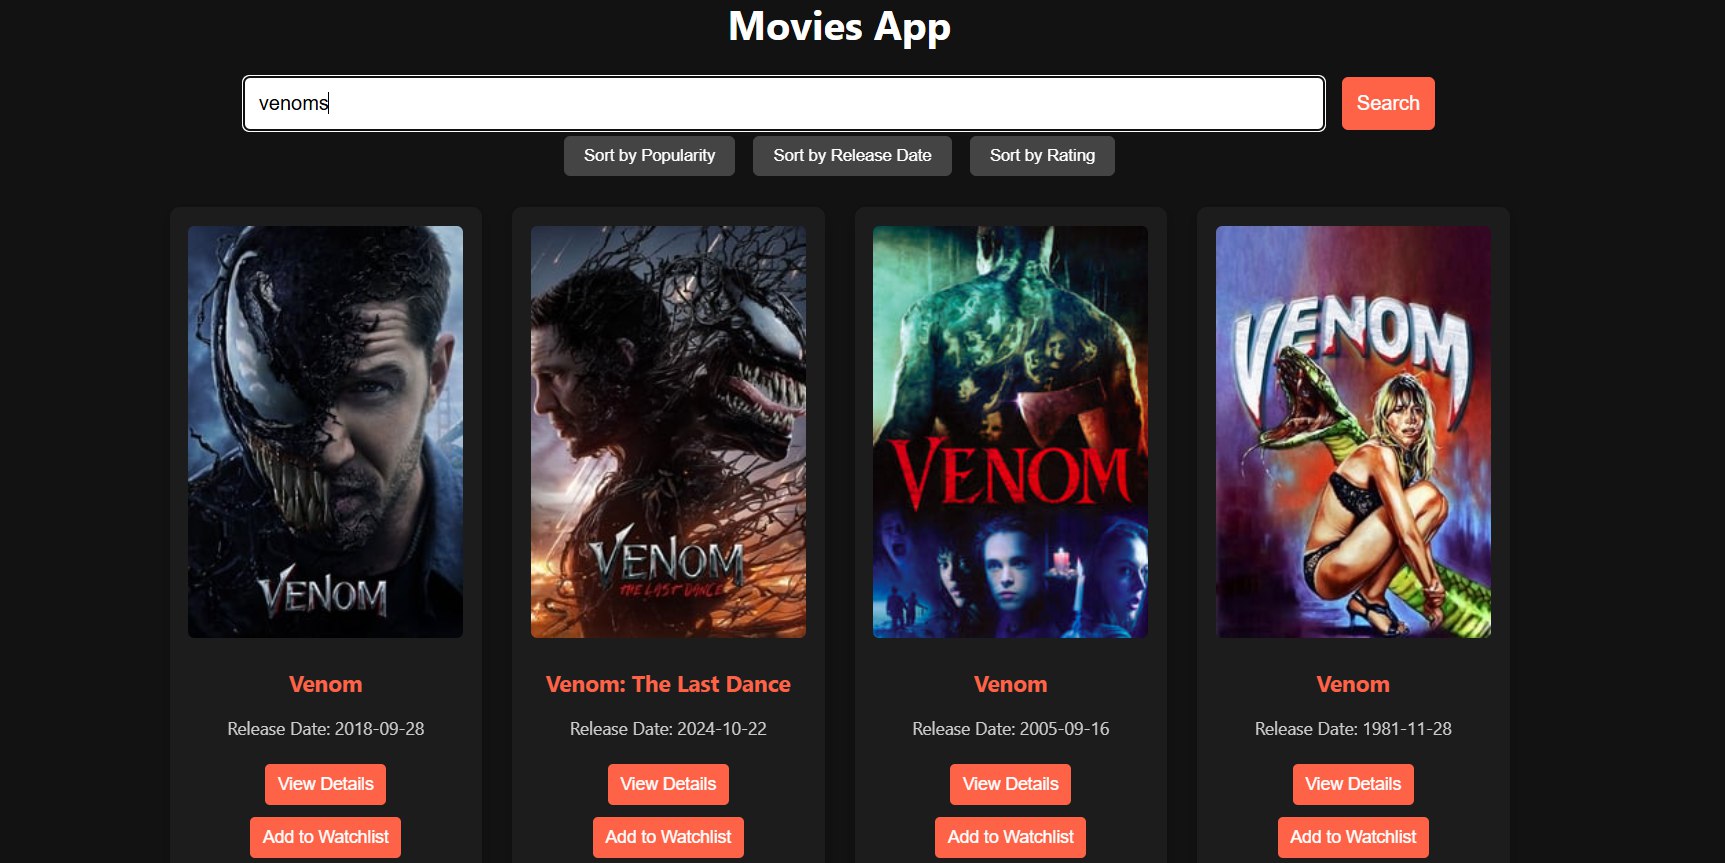 Movies App
venoms
Search
Sort by Popularity
Sort by Release Date
Sort by Rating
VENOM
VENOM
THE LAST DANCE
VENOM
VENOM
Venom
Venom: The Last Dance
Venom
Venom
Release Date: 2018-09-28
Release Date: 2024-10-22
Release Date: 2005-09-16
Release Date: 1981-11-28
View Details
View Details
View Details
View Details
Add to Watchlist
Add to Watchlist
Add to Watchlist
Add to Watchlist